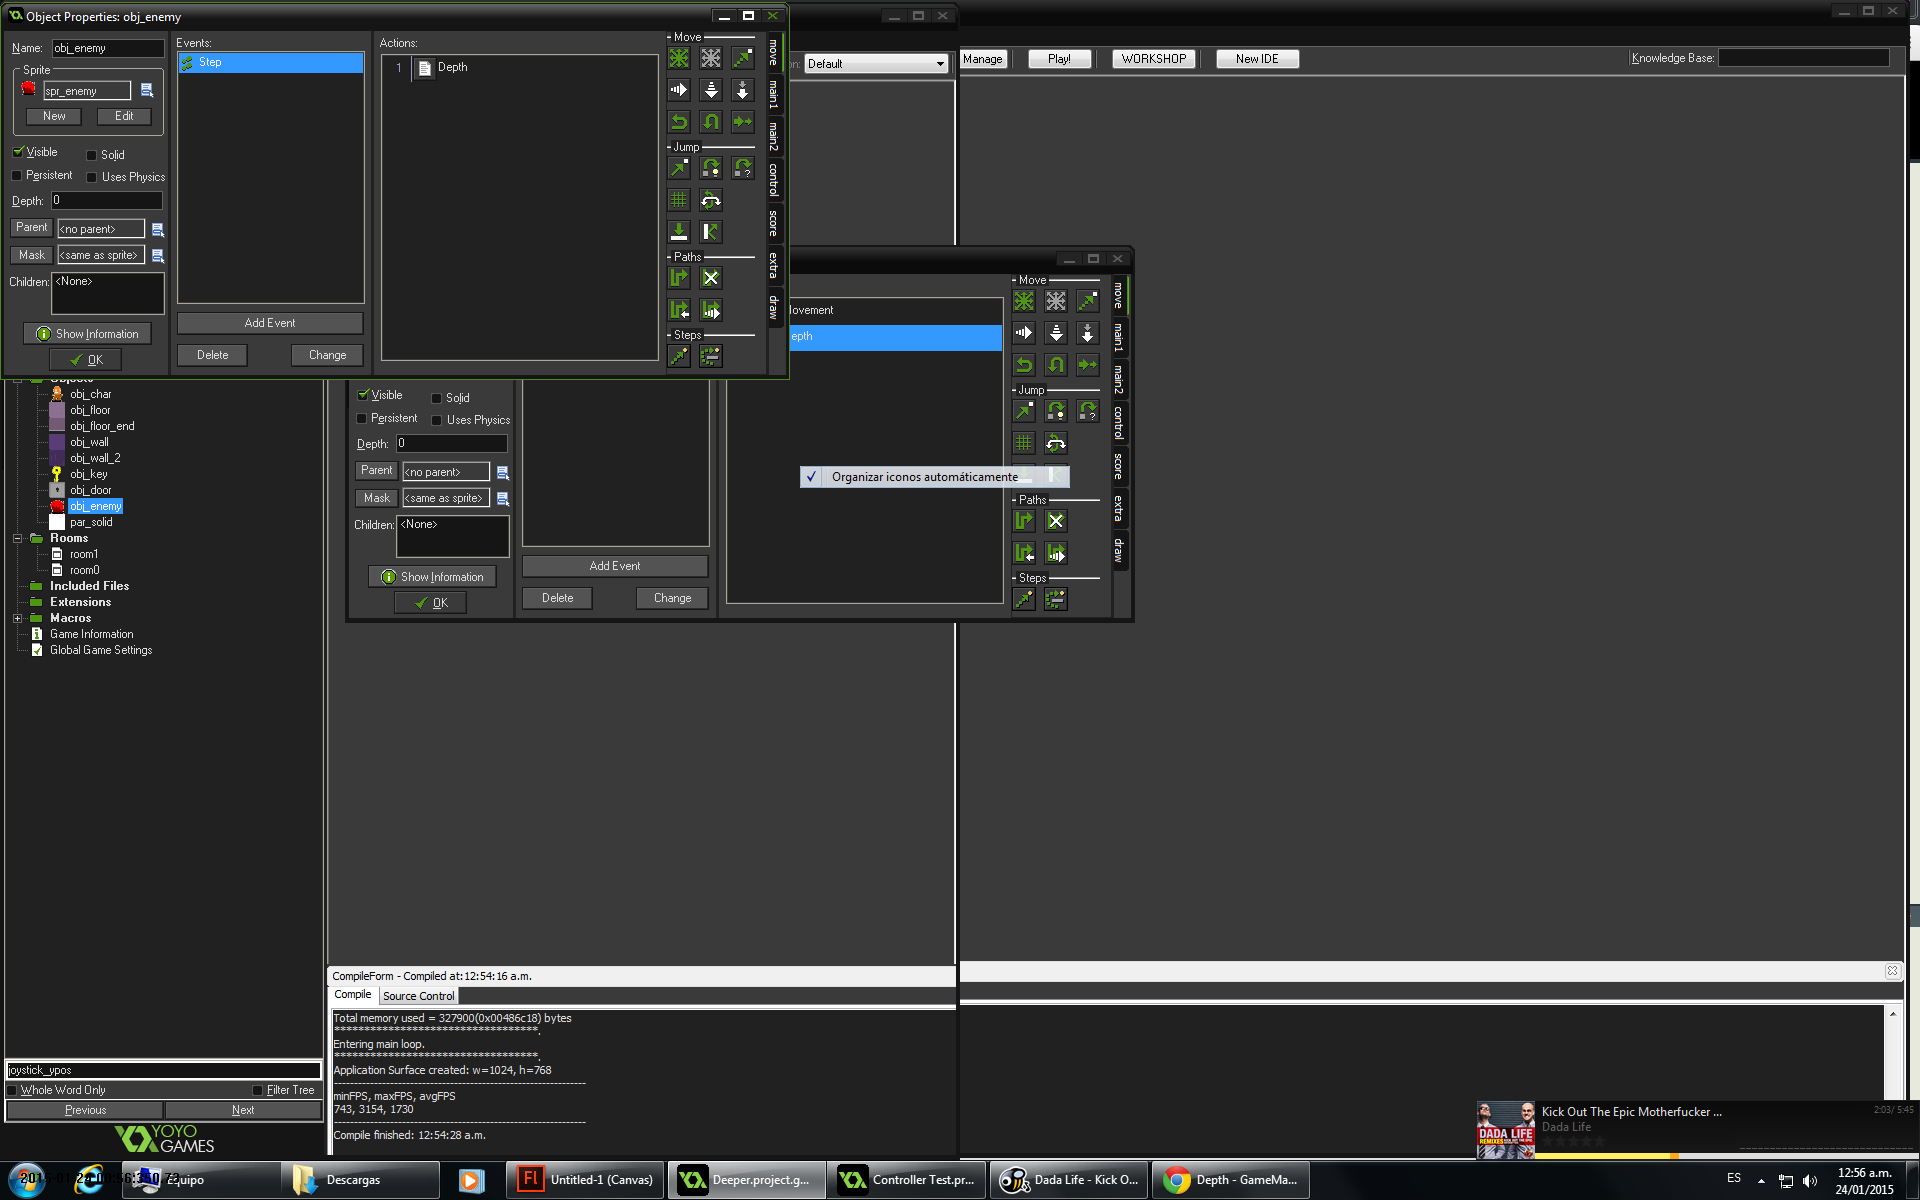 Object Properties: obj_enemy
Name: obj_enemy
Sprite
spr_enemy
New Edit
Visible Solid
Persistent Uses Physics
Depth: 0
Parent <no parent>
Mask <same as sprite>
Children: <None>
Show Information
OK
Events:
Step
Add Event
Delete Change
Actions:
1 Depth
Move
Jump
Paths
Steps
move
main1
main2
control
score
extra
draw
Default
Manage Play! WORKSHOP New IDE Knowledge Base:
Visible Solid
Persistent Uses Physics
Depth: 0
Parent <no parent>
Mask <same as sprite>
Children: <None>
Show Information
OK
Add Event
Delete Change
Organizar iconos automáticamente
Move
Jump
Paths
Steps
move
main1
main2
control
score
extra
draw
Objects
obj_char
obj_floor
obj_floor_end
obj_wall
obj_wall_2
obj_key
obj_door
obj_enemy
par_solid
Rooms
room1
room0
Included Files
Extensions
Macros
Game Information
Global Game Settings
joystick_ypos
Whole Word Only Filter Tree
Previous Next
YOYO
GAMES
CompileForm - Compiled at:12:54:16 a.m.
Compile Source Control
Total memory used = 327900(0x00486c18) bytes
***********************************.
Entering main loop.
***********************************.
Application Surface created: w=1024, h=768
minFPS, maxFPS, avgFPS
743, 3154, 1730
Compile finished: 12:54:28 a.m.
DADA LIFE
REMIXES
Kick Out The Epic Motherfucker ...
Dada Life
2:03/ 5:45
Equipo
Descargas
Untitled-1 (Canvas)
Deeper.project.g...
Controller Test.pr...
Dada Life - Kick O...
Depth - GameMa...
ES
12:56 a.m.
24/01/2015